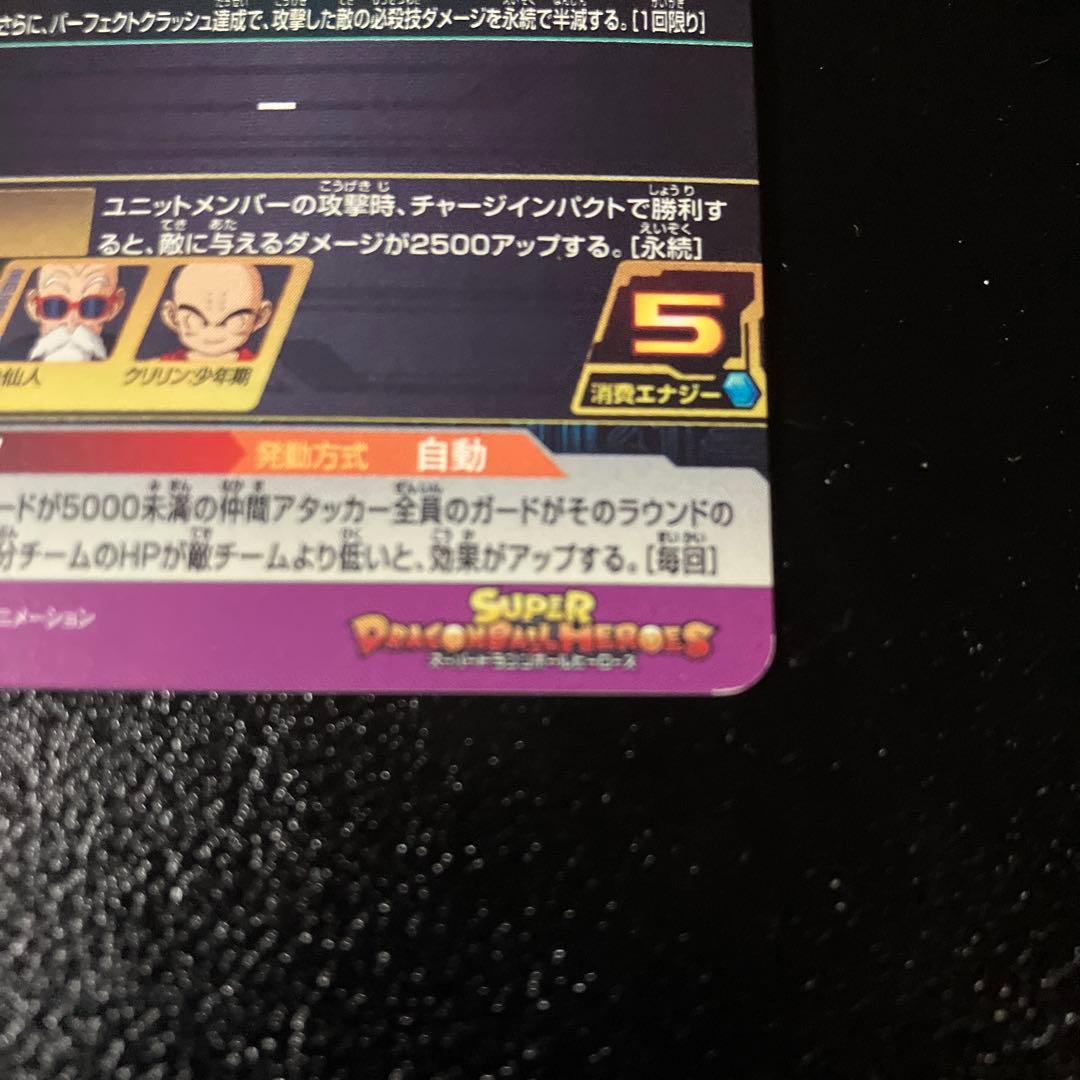 さらに、パーフェクトクラッシュ達成で、攻撃した敵の必殺技ダメージを永続で半減する。[1回限り]
ー
ユニットメンバーの攻撃時、チャージインパクトで勝利す
ると、敵に与えるダメージが2500アップする。[永続]
仙人
クリリン:少年期
5
消費エナジー
発動方式 自動
ードが5000未満の仲間アタッカー全員のガードがそのラウンドの
分チームのHPが敵チームより低いと、効果がアップする。[毎回]
ニメーション
SUPER
DRAGONBALL HEROES
スーパードラゴンボールヒーローズ